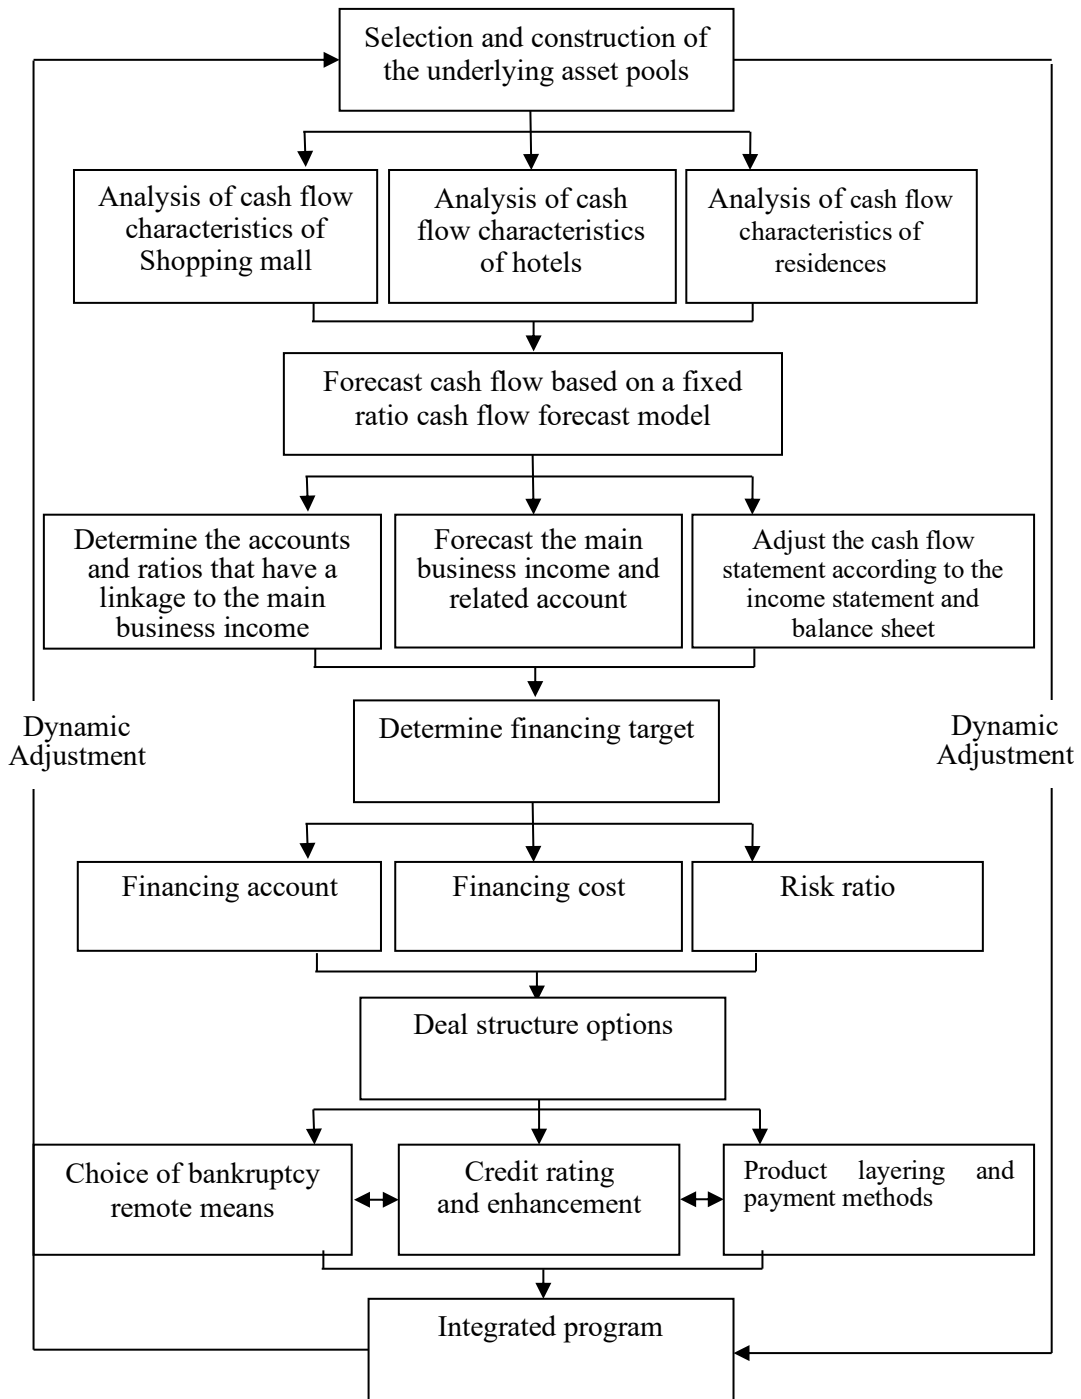 Selection and construction of
the underlying asset pools
Analysis of cash flow
characteristics of
Shopping mall
Analysis of cash
flow characteristics
of hotels
Analysis of cash flow
characteristics of
residences
Forecast cash flow based on a fixed
ratio cash flow forecast model
Determine the accounts
and ratios that have a
linkage to the main
business income
Forecast the main
business income and
related account
Adjust the cash flow
statement according to the
income statement and
balance sheet
Dynamic
Adjustment
Determine financing target
Dynamic
Adjustment
Financing account
Financing cost
Risk ratio
Deal structure options
Choice of bankruptcy
remote means
Credit rating
and enhancement
Product layering and
payment methods
Integrated program